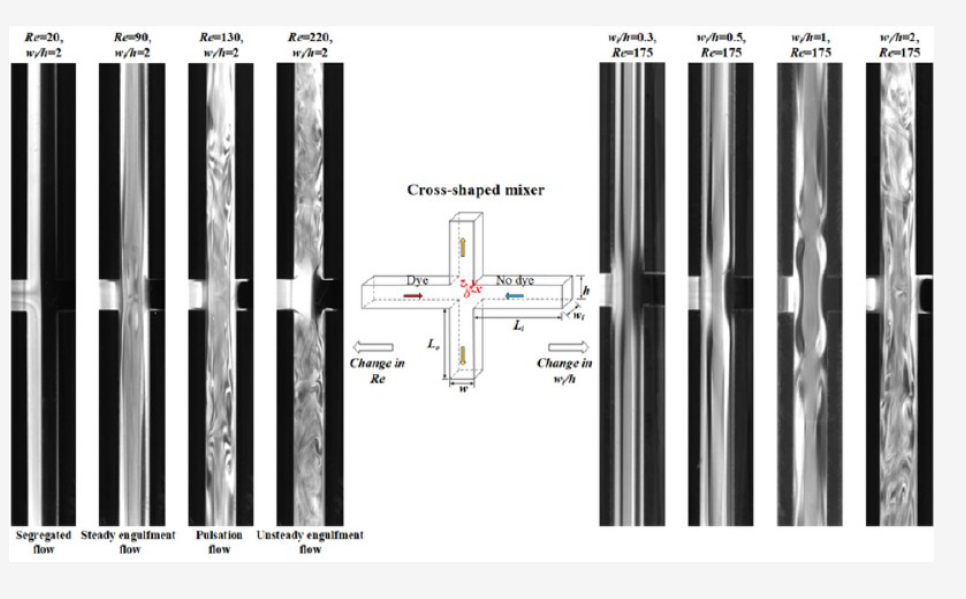 Re=20,
w_i/h=2
Re=90,
w_i/h=2
Re=130,
w_i/h=2
Re=220,
w_i/h=2
w_i/h=0.3,
Re=175
w_i/h=0.5,
Re=175
w_i/h=1,
Re=175
w_i/h=2,
Re=175
Cross-shaped mixer
Dye
No dye
z
y
o
x
h
w_i
L_i
L_o
w
Change in
Re
Change in
w_i/h
Segregated
flow
Steady engulfment
flow
Pulsation
flow
Unsteady engulfment
flow